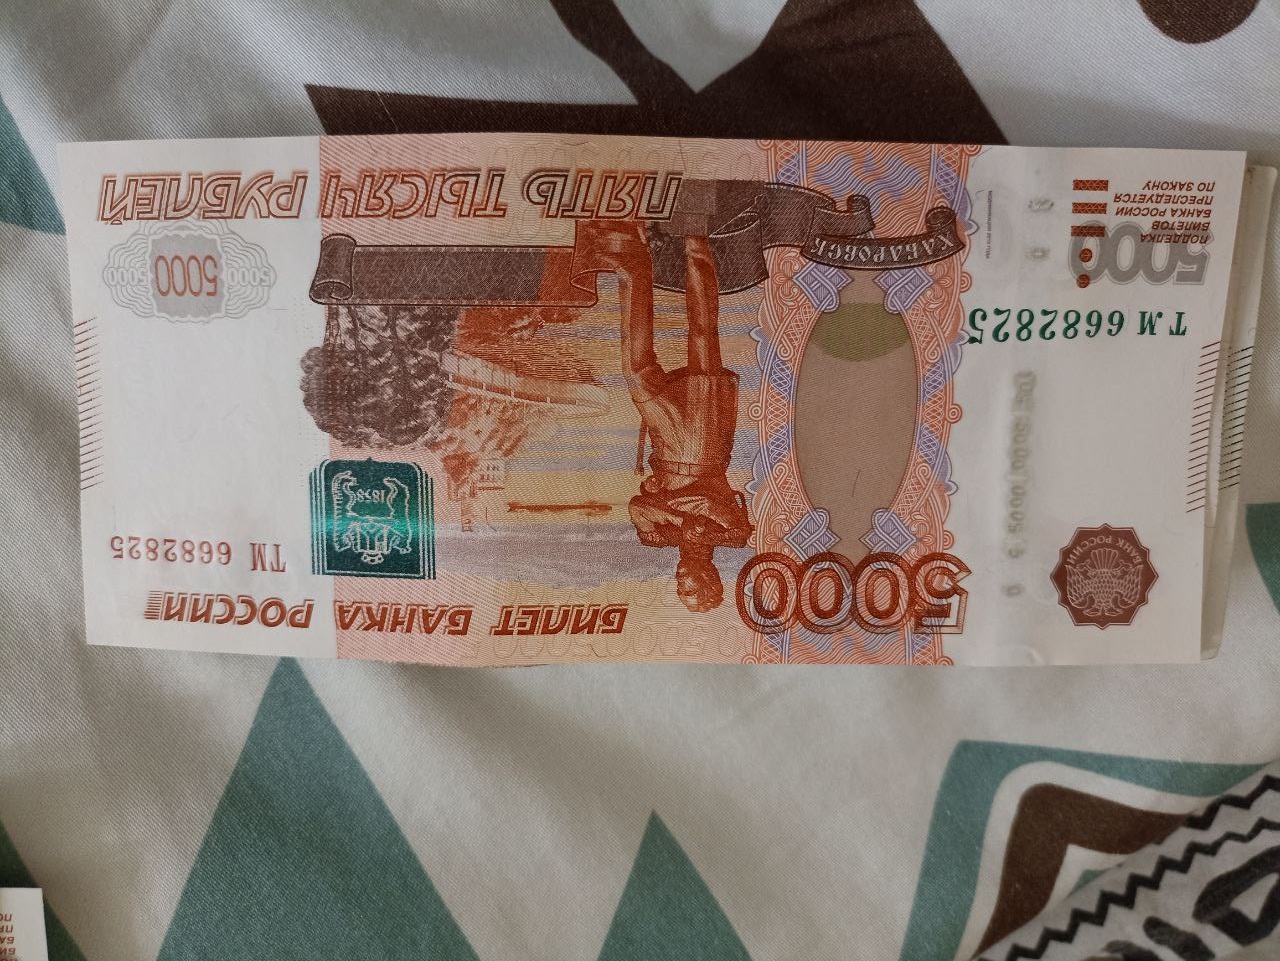 БИЛЕТ БАНКА РОССИИ
5000
ТМ 6682825
1858
БАНК РОССИИ
ТМ 6682825
5000
5000
ХАБАРОВСК
ПЯТЬ ТЫСЯЧ РУБЛЕЙ
ПОДДЕЛКА
БИЛЕТОВ
БАНКА РОССИИ
ПРЕСЛЕДУЕТСЯ
ПО ЗАКОНУ